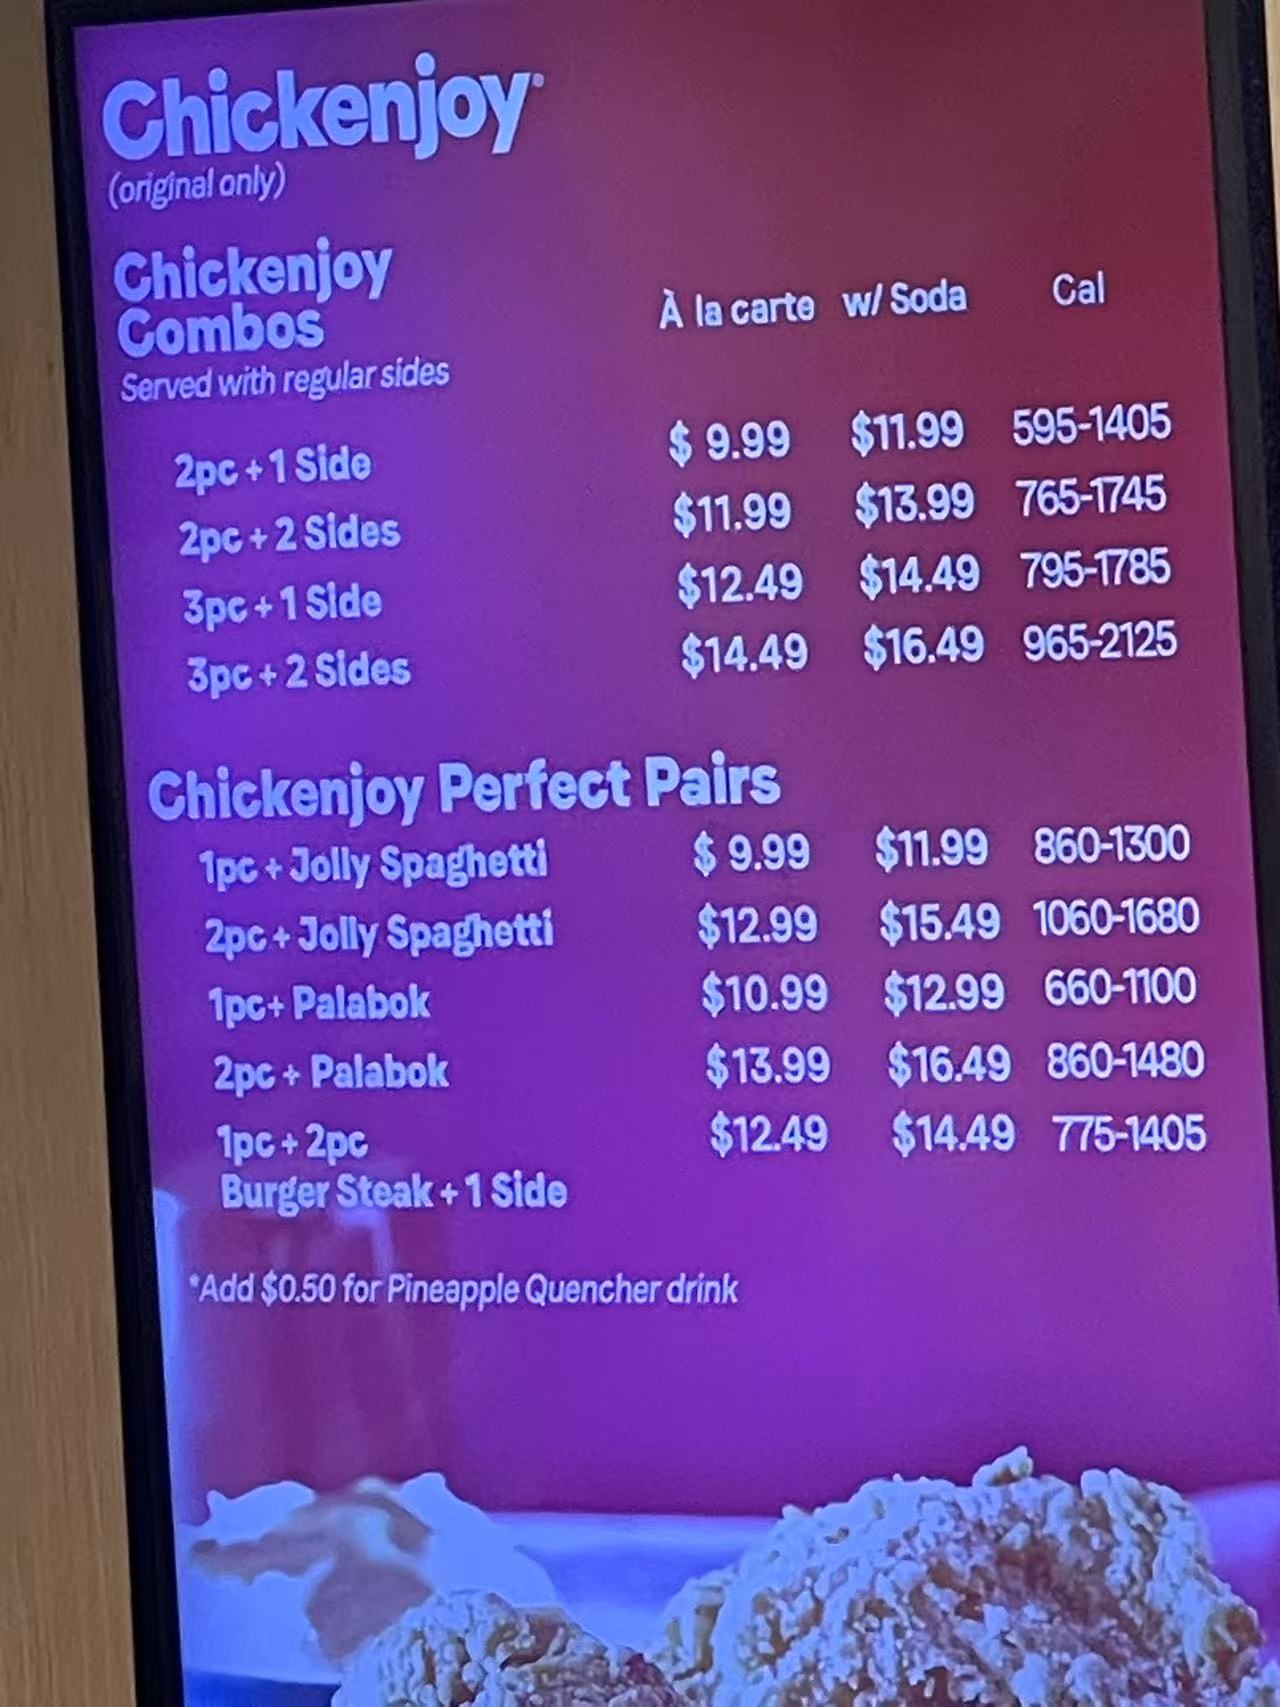 Chickenjoy
(original only)
Chickenjoy
Combos
Served with regular sides
À la carte w/ Soda Cal
2pc + 1 Side $ 9.99 $11.99 595-1405
2pc + 2 Sides $11.99 $13.99 765-1745
3pc + 1 Side $12.49 $14.49 795-1785
3pc + 2 Sides $14.49 $16.49 965-2125
Chickenjoy Perfect Pairs
1pc + Jolly Spaghetti $ 9.99 $11.99 860-1300
2pc + Jolly Spaghetti $12.99 $15.49 1060-1680
1pc+ Palabok $10.99 $12.99 660-1100
2pc + Palabok $13.99 $16.49 860-1480
1pc + 2pc $12.49 $14.49 775-1405
Burger Steak + 1 Side
*Add $0.50 for Pineapple Quencher drink